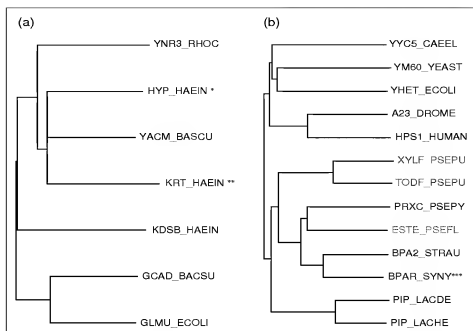 (a)
YNR3_RHOC
HYP_HAEIN *
YACM_BASCU
KRT_HAEIN **
KDSB_HAEIN
GCAD_BACSU
GLMU_ECOLI
(b)
YYC5_CAEEL
YM60_YEAST
YHET_ECOLI
A23_DROME
HPS1_HUMAN
XYLF_PSEPU
TODF_PSEPU
PRXC_PSEPY
ESTE_PSEFL
BPA2_STRAU
BPAR_SYNY***
PIP_LACDE
PIP_LACHE